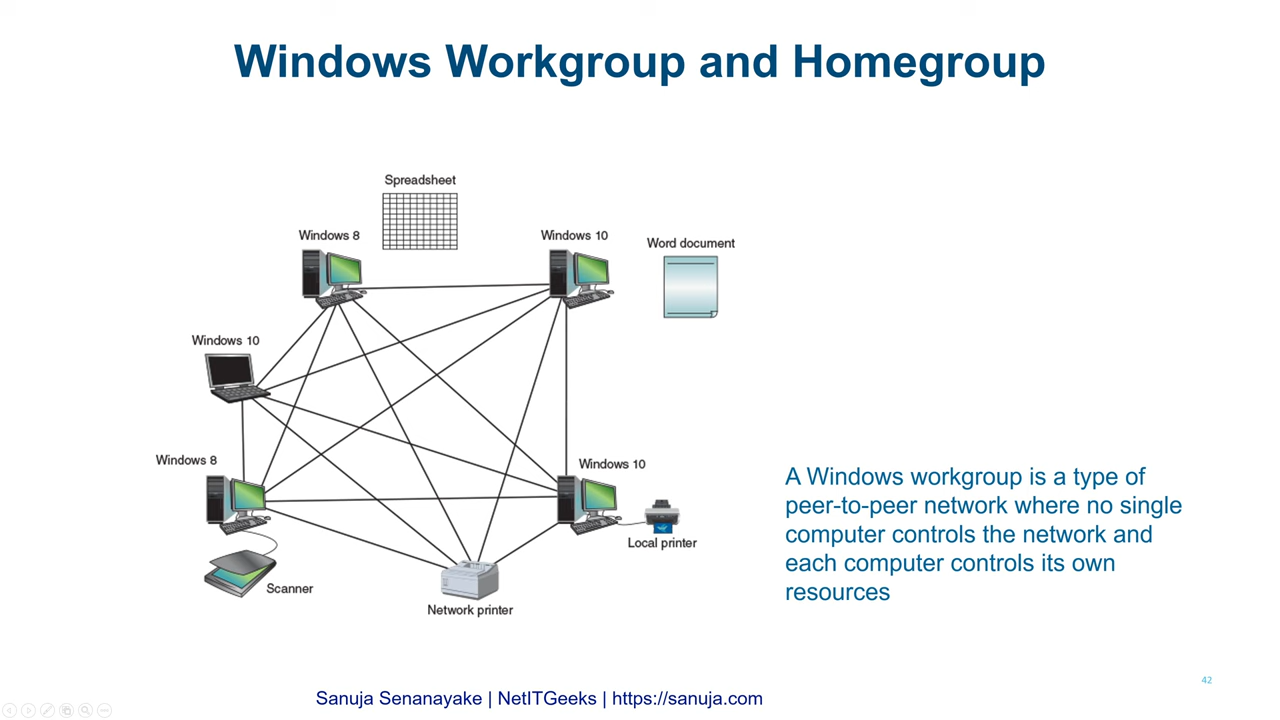 Windows Workgroup and Homegroup
Spreadsheet
Windows 8
Windows 10
Word document
Windows 10
Windows 8
Windows 10
Local printer
Scanner
Network printer
A Windows workgroup is a type of
peer-to-peer network where no single
computer controls the network and
each computer controls its own
resources
42
Sanuja Senanayake | NetITGeeks | https://sanuja.com